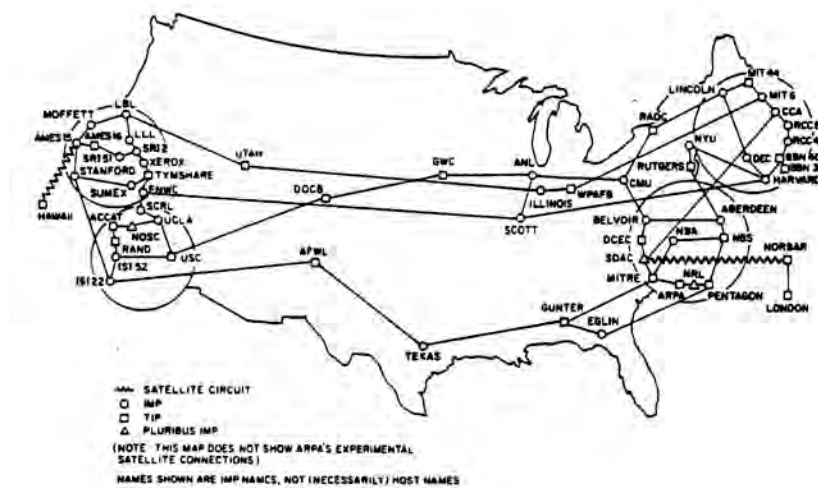 LBL
MOFFETT
AMES15
AMES16
LLL
SRI2
SRI51
XEROX
STANFORD
TYMSHARE
SUMEX
FNWC
HAWAII
SCRL
ACCAT
UCLA
NOSC
RAND
ISI52
USC
ISI22
UTAH
DOCB
GWC
AFWL
TEXAS
ANL
ILLINOIS
WPAFB
SCOTT
GUNTER
EGLIN
RADC
CMU
LINCOLN
MIT44
MIT6
CCA
RCC5
NYU
DEC
BBN40
RUTGERS
HARVARD
BELVOIR
ABERDEEN
DCEC
NBA
NBS
SDAC
NORSAR
MITRE
NRL
ARPA
PENTAGON
LONDON
SATELLITE CIRCUIT
IMP
TIP
PLURIBUS IMP
(NOTE: THIS MAP DOES NOT SHOW ARPA'S EXPERIMENTAL
SATELLITE CONNECTIONS)
NAMES SHOWN ARE IMP NAMES, NOT (NECESSARILY) HOST NAMES